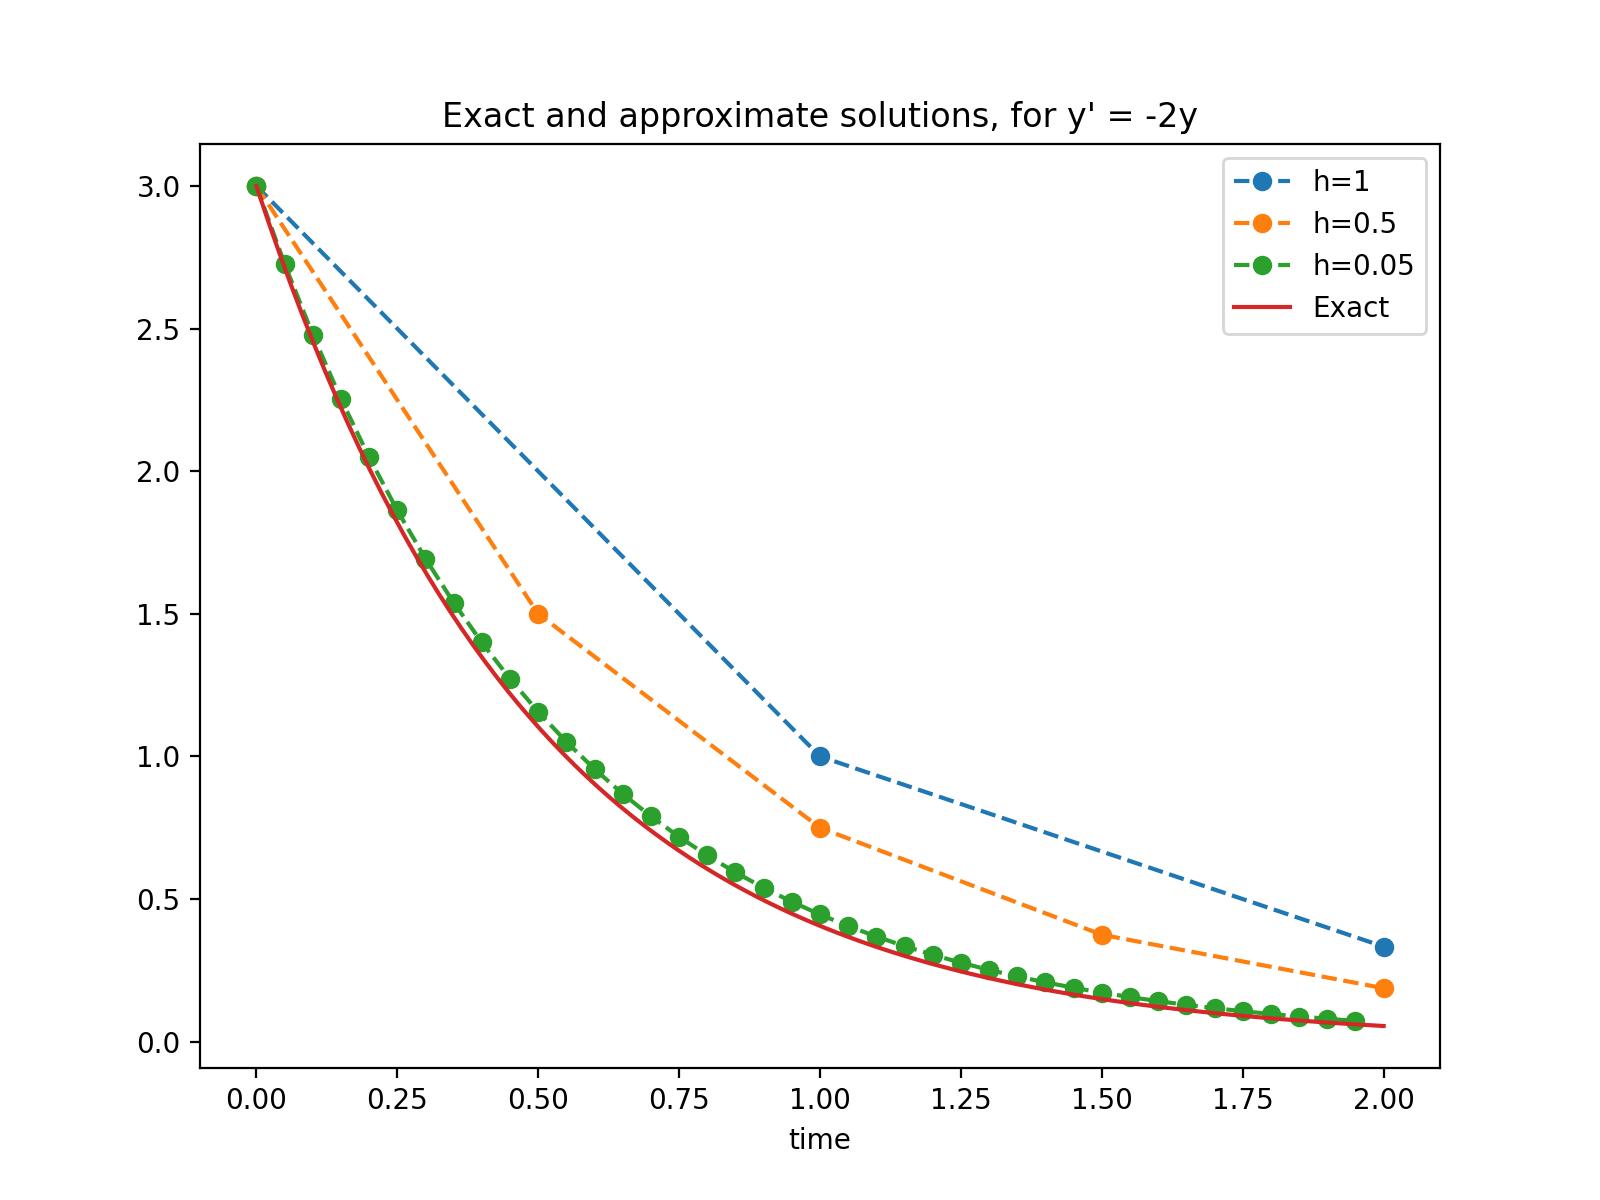 Exact and approximate solutions, for y' = -2y
h=1
h=0.5
h=0.05
Exact
3.0
2.5
2.0
1.5
1.0
0.5
0.0
0.00 0.25 0.50 0.75 1.00 1.25 1.50 1.75 2.00
time